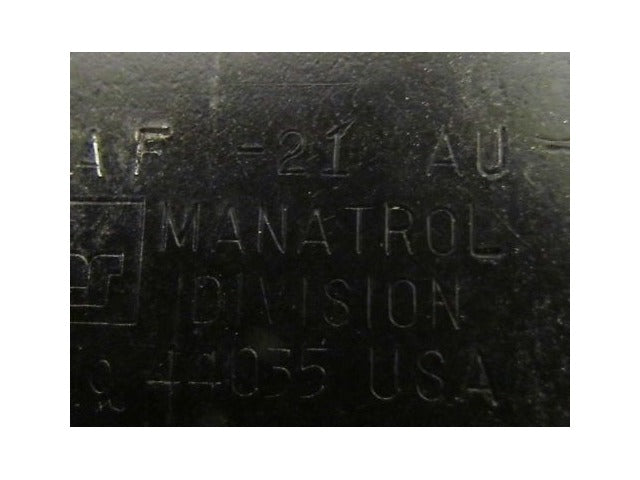 AF -21 AU
MANATROL
DIVISION
44035 USA